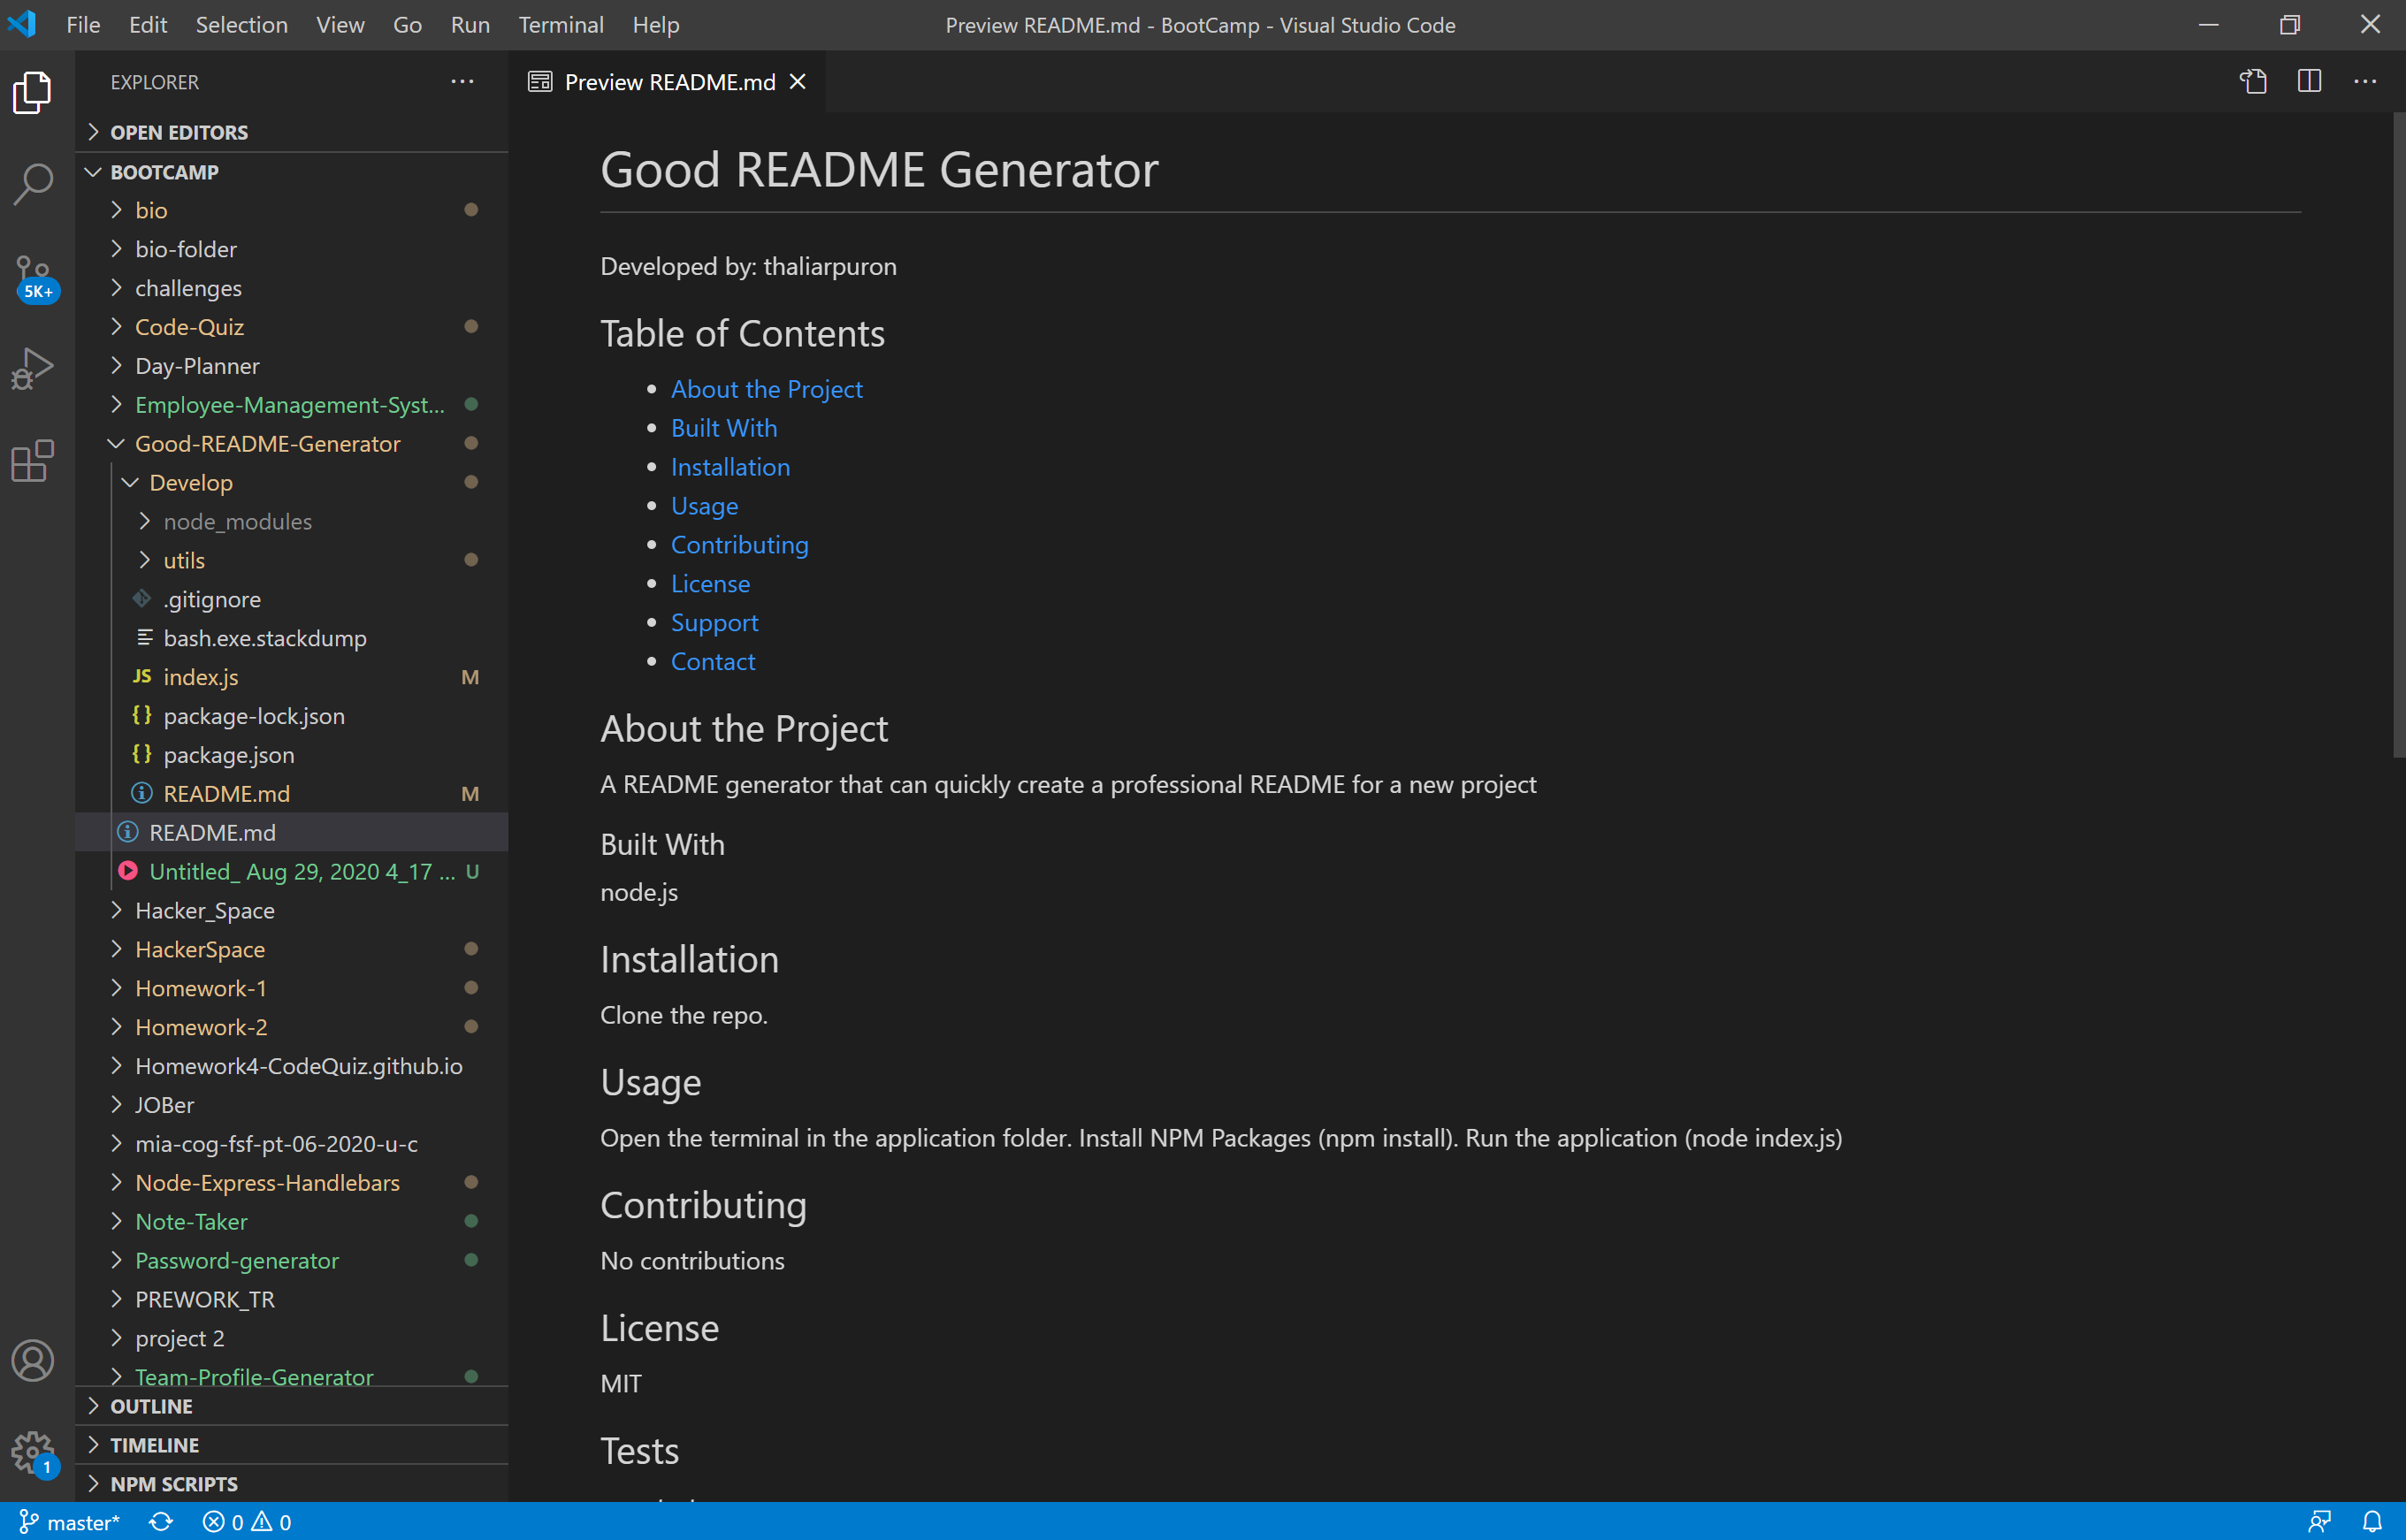 File Edit Selection View Go Run Terminal Help
Preview README.md - BootCamp - Visual Studio Code
EXPLORER
OPEN EDITORS
BOOTCAMP
bio
bio-folder
challenges
Code-Quiz
Day-Planner
Employee-Management-Syst...
Good-README-Generator
Develop
node_modules
utils
.gitignore
bash.exe.stackdump
JS index.js M
{} package-lock.json
{} package.json
README.md M
README.md
Untitled_ Aug 29, 2020 4_17 ... U
Hacker_Space
HackerSpace
Homework-1
Homework-2
Homework4-CodeQuiz.github.io
JOBer
mia-cog-fsf-pt-06-2020-u-c
Node-Express-Handlebars
Note-Taker
Password-generator
PREWORK_TR
project 2
Team-Profile-Generator
OUTLINE
TIMELINE
NPM SCRIPTS
5K+
1
Preview README.md
Good README Generator
Developed by: thaliarpuron
Table of Contents
• About the Project
• Built With
• Installation
• Usage
• Contributing
• License
• Support
• Contact
About the Project
A README generator that can quickly create a professional README for a new project
Built With
node.js
Installation
Clone the repo.
Usage
Open the terminal in the application folder. Install NPM Packages (npm install). Run the application (node index.js)
Contributing
No contributions
License
MIT
Tests
master* 0 0